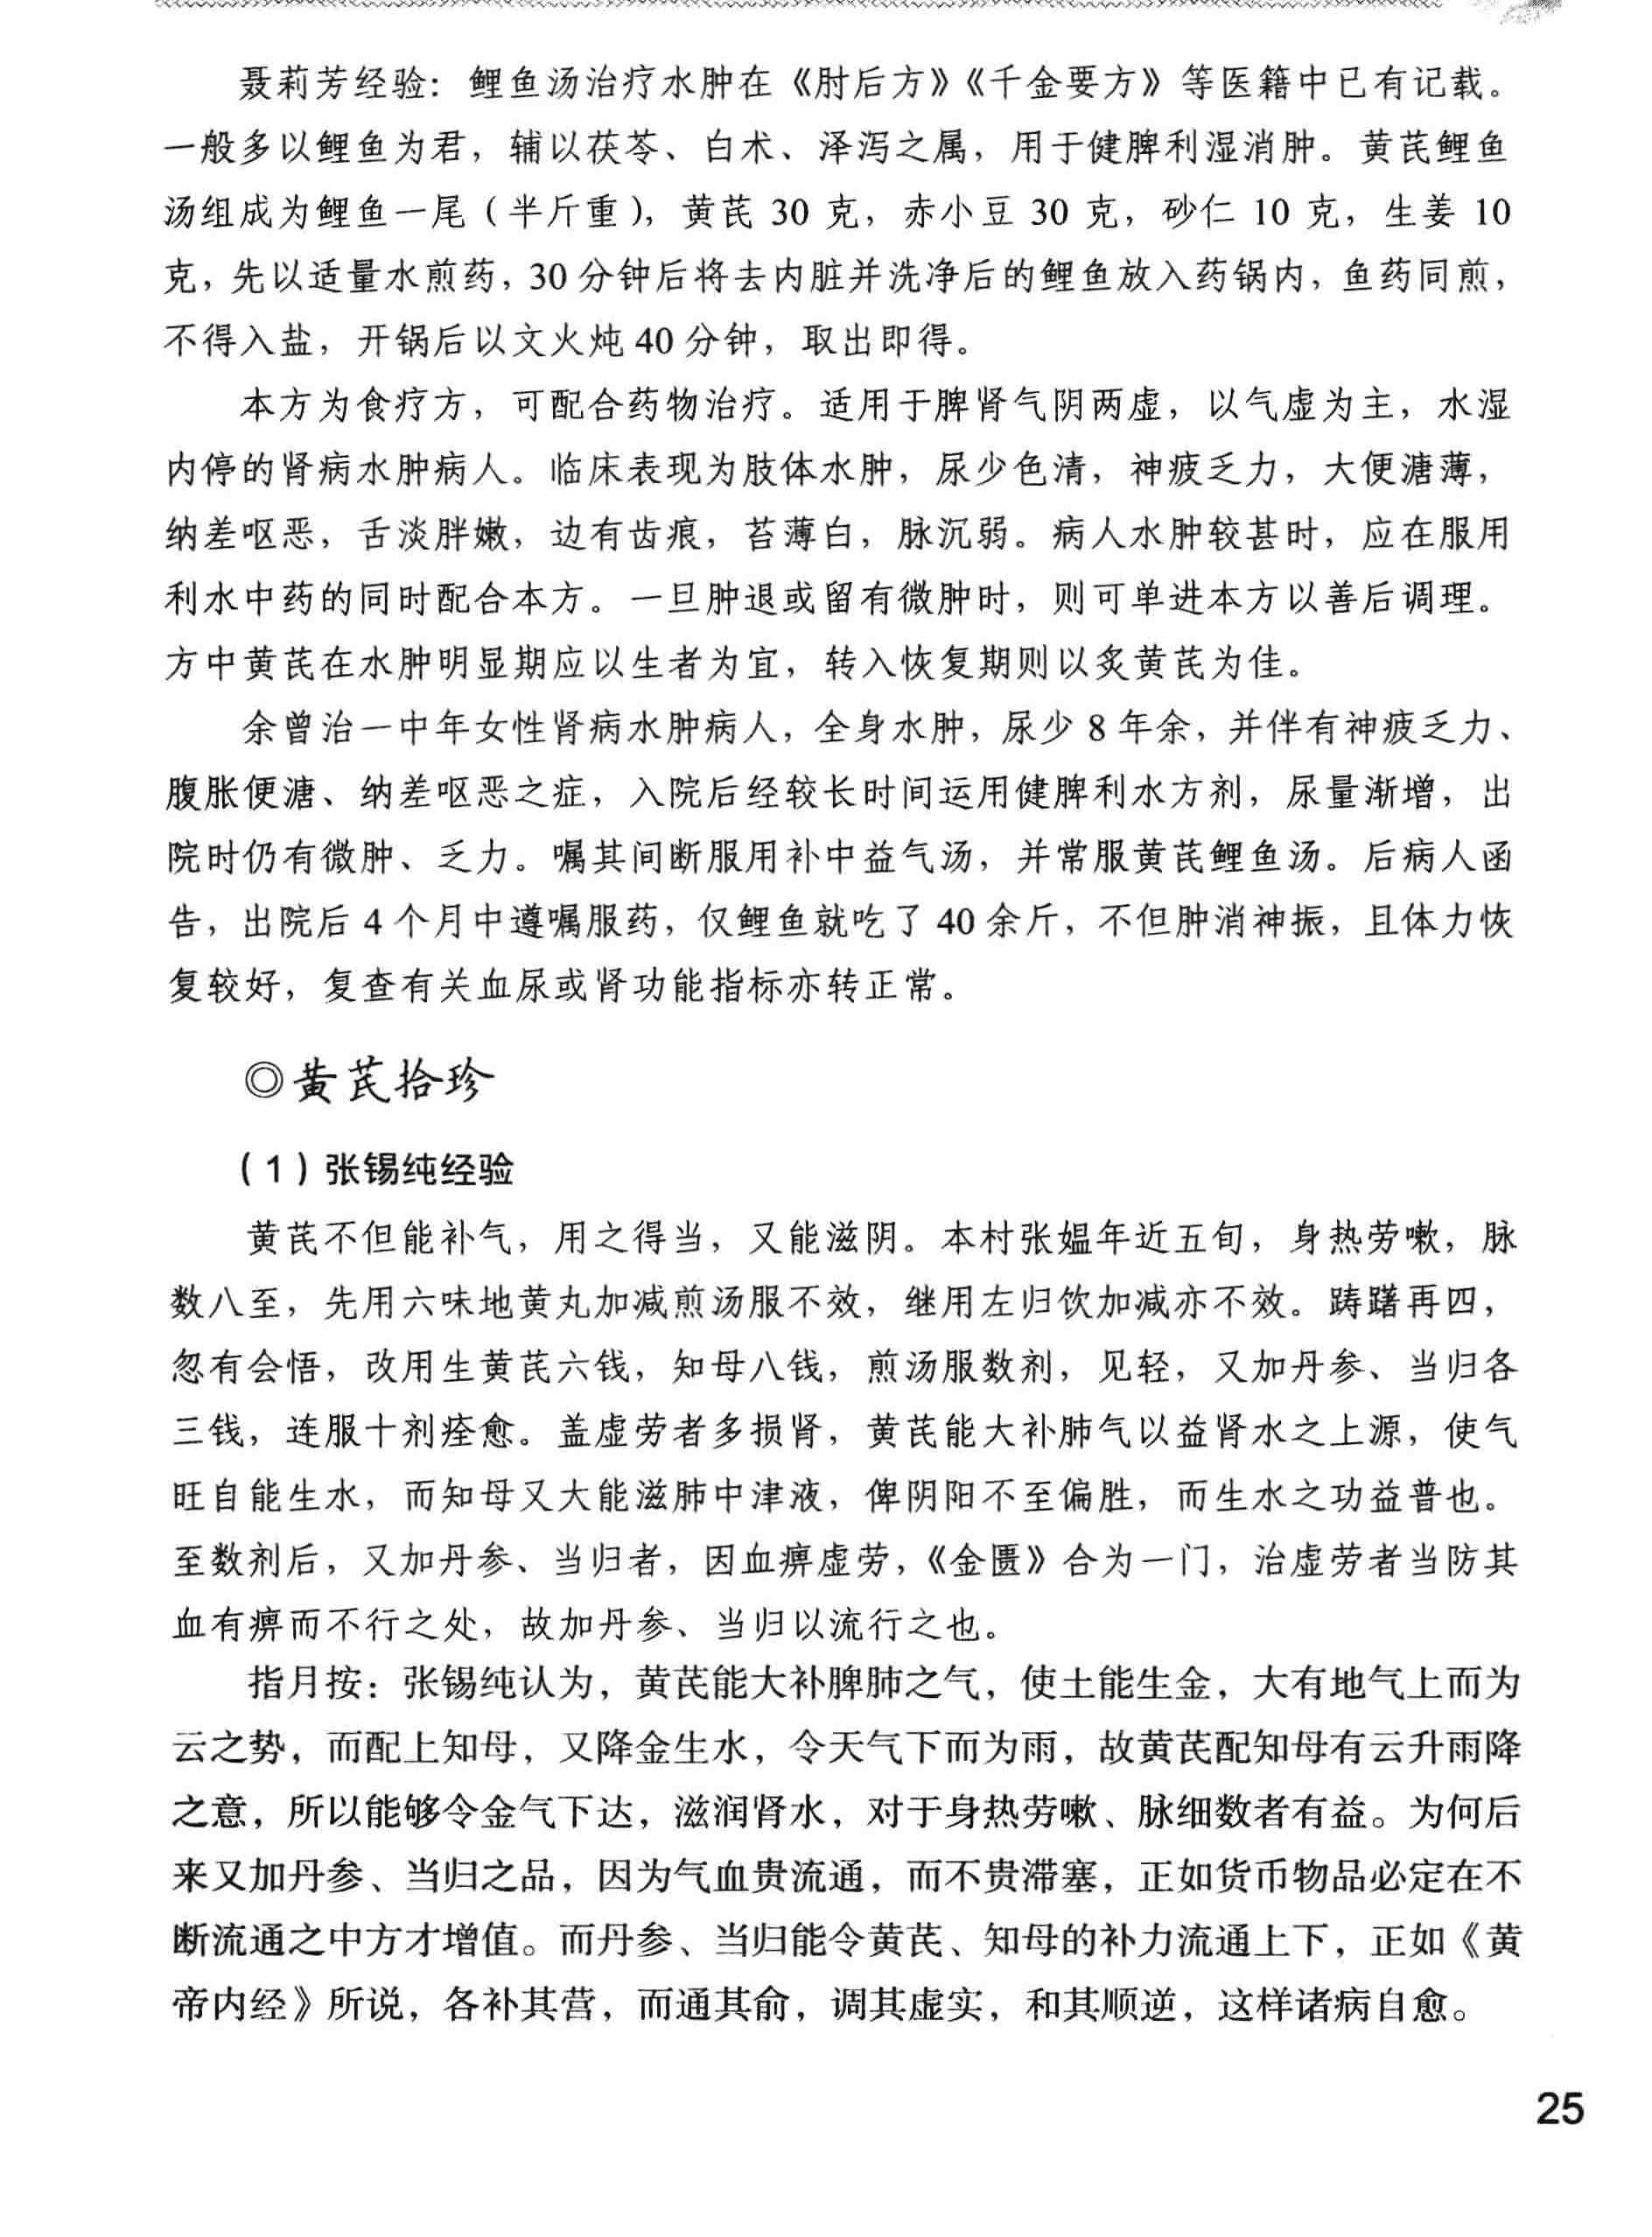 聂莉芳经验：鲤鱼汤治疗水肿在《肘后方》《千金要方》等医籍中已有记载。
一般多以鲤鱼为君，辅以茯苓、白术、泽泻之属，用于健脾利湿消肿。黄芪鲤鱼
汤组成为鲤鱼一尾（半斤重），黄芪 30 克，赤小豆 30 克，砂仁 10 克，生姜 10
克，先以适量水煎药，30 分钟后将去内脏并洗净后的鲤鱼放入药锅内，鱼药同煎，
不得入盐，开锅后以文火炖 40 分钟，取出即得。
本方为食疗方，可配合药物治疗。适用于脾肾气阴两虚，以气虚为主，水湿
内停的肾病水肿病人。临床表现为肢体水肿，尿少色清，神疲乏力，大便溏薄，
纳差呕恶，舌淡胖嫩，边有齿痕，苔薄白，脉沉弱。病人水肿较甚时，应在服用
利水中药的同时配合本方。一旦肿退或留有微肿时，则可单进本方以善后调理。
方中黄芪在水肿明显期应以生者为宜，转入恢复期则以炙黄芪为佳。
余曾治一中年女性肾病水肿病人，全身水肿，尿少 8 年余，并伴有神疲乏力、
腹胀便溏、纳差呕恶之症，入院后经较长时间运用健脾利水方剂，尿量渐增，出
院时仍有微肿、乏力。嘱其间断服用补中益气汤，并常服黄芪鲤鱼汤。后病人函
告，出院后 4 个月中遵嘱服药，仅鲤鱼就吃了 40 余斤，不但肿消神振，且体力恢
复较好，复查有关血尿或肾功能指标亦转正常。
◎黄芪拾珍
（1）张锡纯经验
黄芪不但能补气，用之得当，又能滋阴。本村张媪年近五旬，身热劳嗽，脉
数八至，先用六味地黄丸加减煎汤服不效，继用左归饮加减亦不效。踌躇再四，
忽有会悟，改用生黄芪六钱，知母八钱，煎汤服数剂，见轻，又加丹参、当归各
三钱，连服十剂痊愈。盖虚劳者多损肾，黄芪能大补肺气以益肾水之上源，使气
旺自能生水，而知母又大能滋肺中津液，俾阴阳不至偏胜，而生水之功益普也。
至数剂后，又加丹参、当归者，因血痹虚劳，《金匮》合为一门，治虚劳者当防其
血有痹而不行之处，故加丹参、当归以流行之也。
指月按：张锡纯认为，黄芪能大补脾肺之气，使土能生金，大有地气上而为
云之势，而配上知母，又降金生水，令天气下而为雨，故黄芪配知母有云升雨降
之意，所以能够令金气下达，滋润肾水，对于身热劳嗽、脉细数者有益。为何后
来又加丹参、当归之品，因为气血贵流通，而不贵滞塞，正如货币物品必定在不
断流通之中方才增值。而丹参、当归能令黄芪、知母的补力流通上下，正如《黄
帝内经》所说，各补其营，而通其俞，调其虚实，和其顺逆，这样诸病自愈。
25